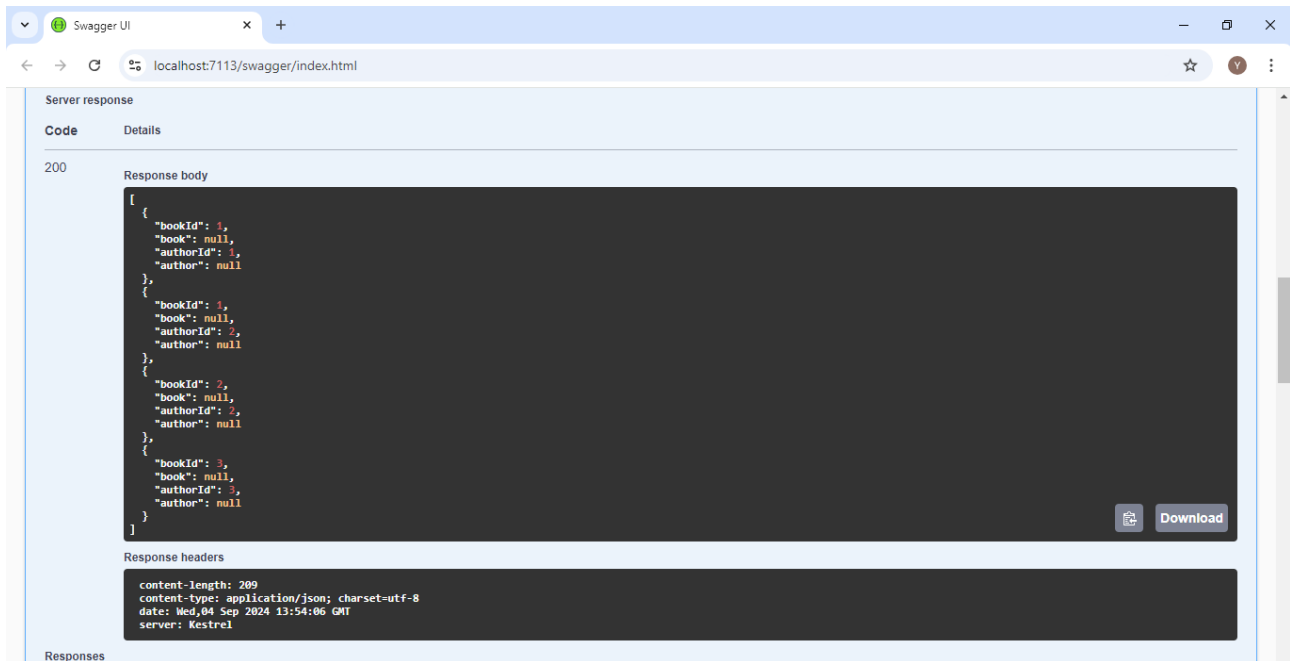 Swagger UI
localhost:7113/swagger/index.html
Y
Server response
Code Details
200
Response body
[
  {
    "bookId": 1,
    "book": null,
    "authorId": 1,
    "author": null
  },
  {
    "bookId": 1,
    "book": null,
    "authorId": 2,
    "author": null
  },
  {
    "bookId": 2,
    "book": null,
    "authorId": 2,
    "author": null
  },
  {
    "bookId": 3,
    "book": null,
    "authorId": 3,
    "author": null
  }
]
Download
Response headers
content-length: 209
content-type: application/json; charset=utf-8
date: Wed,04 Sep 2024 13:54:06 GMT
server: Kestrel
Responses